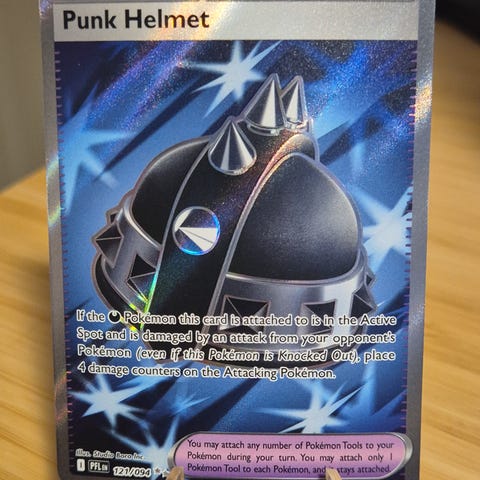 Punk Helmet
If the Pokémon this card is attached to is in the Active
Spot and is damaged by an attack from your opponent's
Pokémon (even if this Pokémon is Knocked Out), place
4 damage counters on the Attacking Pokémon.
Illus. Studio Bora Inc.
I PFL EN 121/094
You may attach any number of Pokémon Tools to your
Pokémon during your turn. You may attach only 1
Pokémon Tool to each Pokémon, and it stays attached.